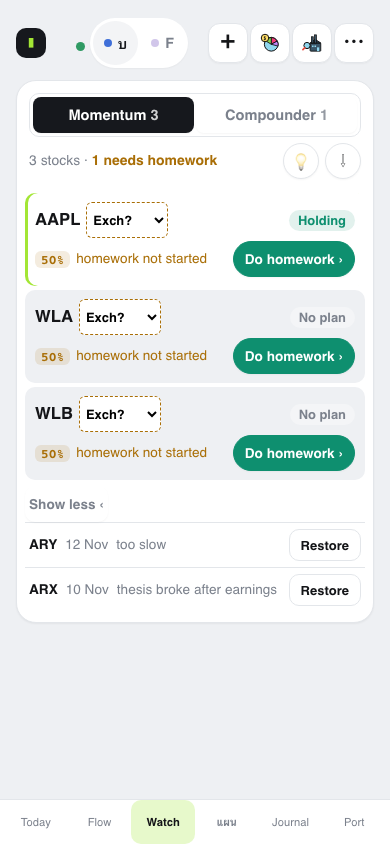 บ F
Momentum 3 Compounder 1
3 stocks · 1 needs homework
AAPL Exch? Holding
50% homework not started Do homework ›
WLA Exch? No plan
50% homework not started Do homework ›
WLB Exch? No plan
50% homework not started Do homework ›
Show less ‹
ARY 12 Nov too slow Restore
ARX 10 Nov thesis broke after earnings Restore
Today Flow Watch แผน Journal Port